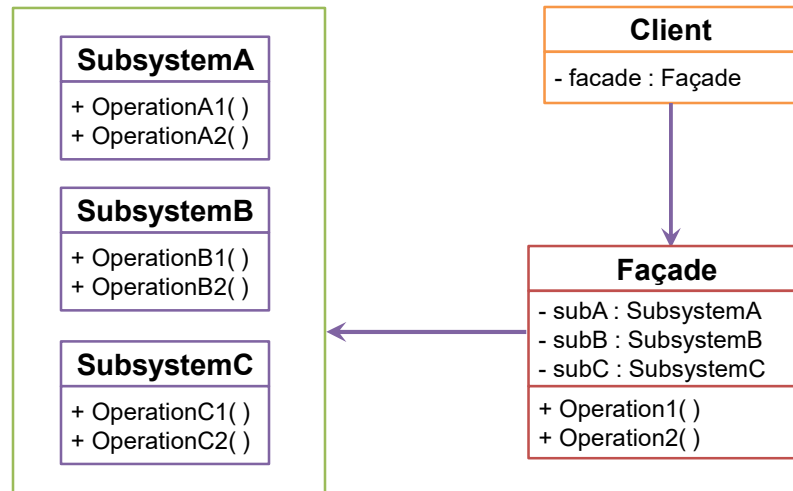 SubsystemA
+ OperationA1( )
+ OperationA2( )
SubsystemB
+ OperationB1( )
+ OperationB2( )
SubsystemC
+ OperationC1( )
+ OperationC2( )
Client
- facade : Façade
Façade
- subA : SubsystemA
- subB : SubsystemB
- subC : SubsystemC
+ Operation1( )
+ Operation2( )